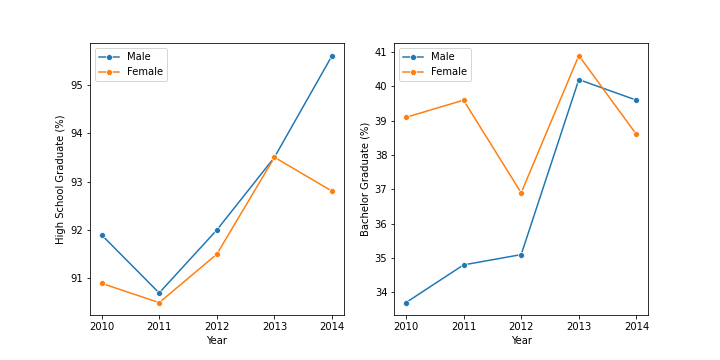 Male
Female
95
94
93
92
91
High School Graduate (%)
2010 2011 2012 2013 2014
Year
Male
Female
41
40
39
38
37
36
35
34
Bachelor Graduate (%)
2010 2011 2012 2013 2014
Year